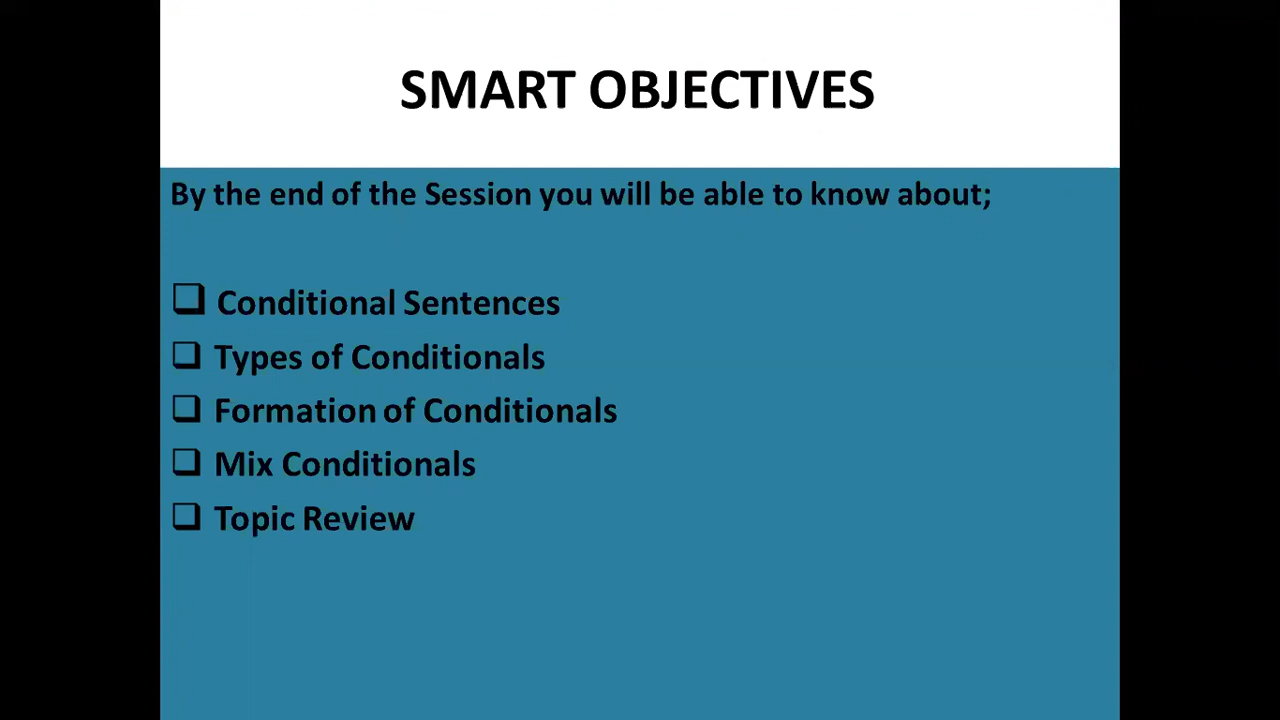 SMART OBJECTIVES
By the end of the Session you will be able to know about;
Conditional Sentences
Types of Conditionals
Formation of Conditionals
Mix Conditionals
Topic Review